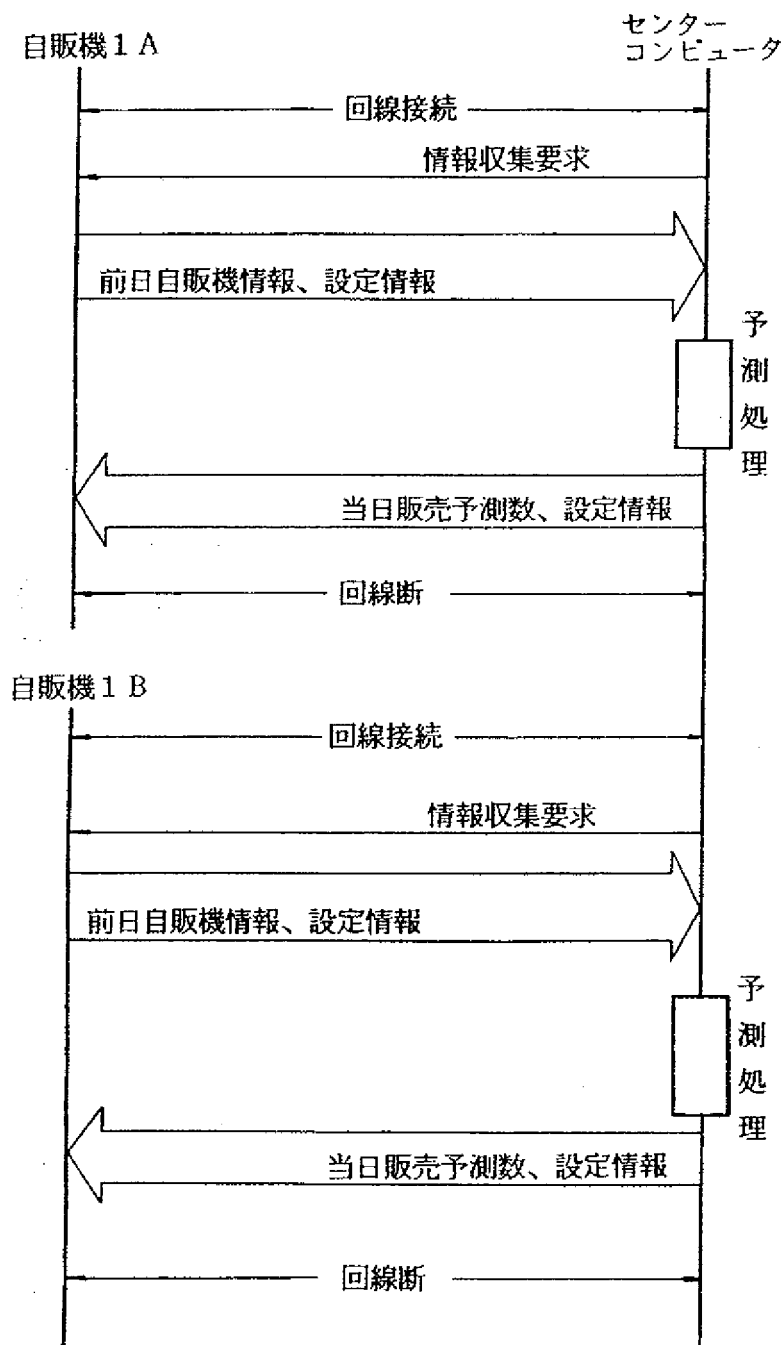 自販機1A
センター
コンピュータ
回線接続
情報収集要求
前日自販機情報、設定情報
予測処理
当日販売予測数、設定情報
回線断
自販機1B
回線接続
情報収集要求
前日自販機情報、設定情報
予測処理
当日販売予測数、設定情報
回線断